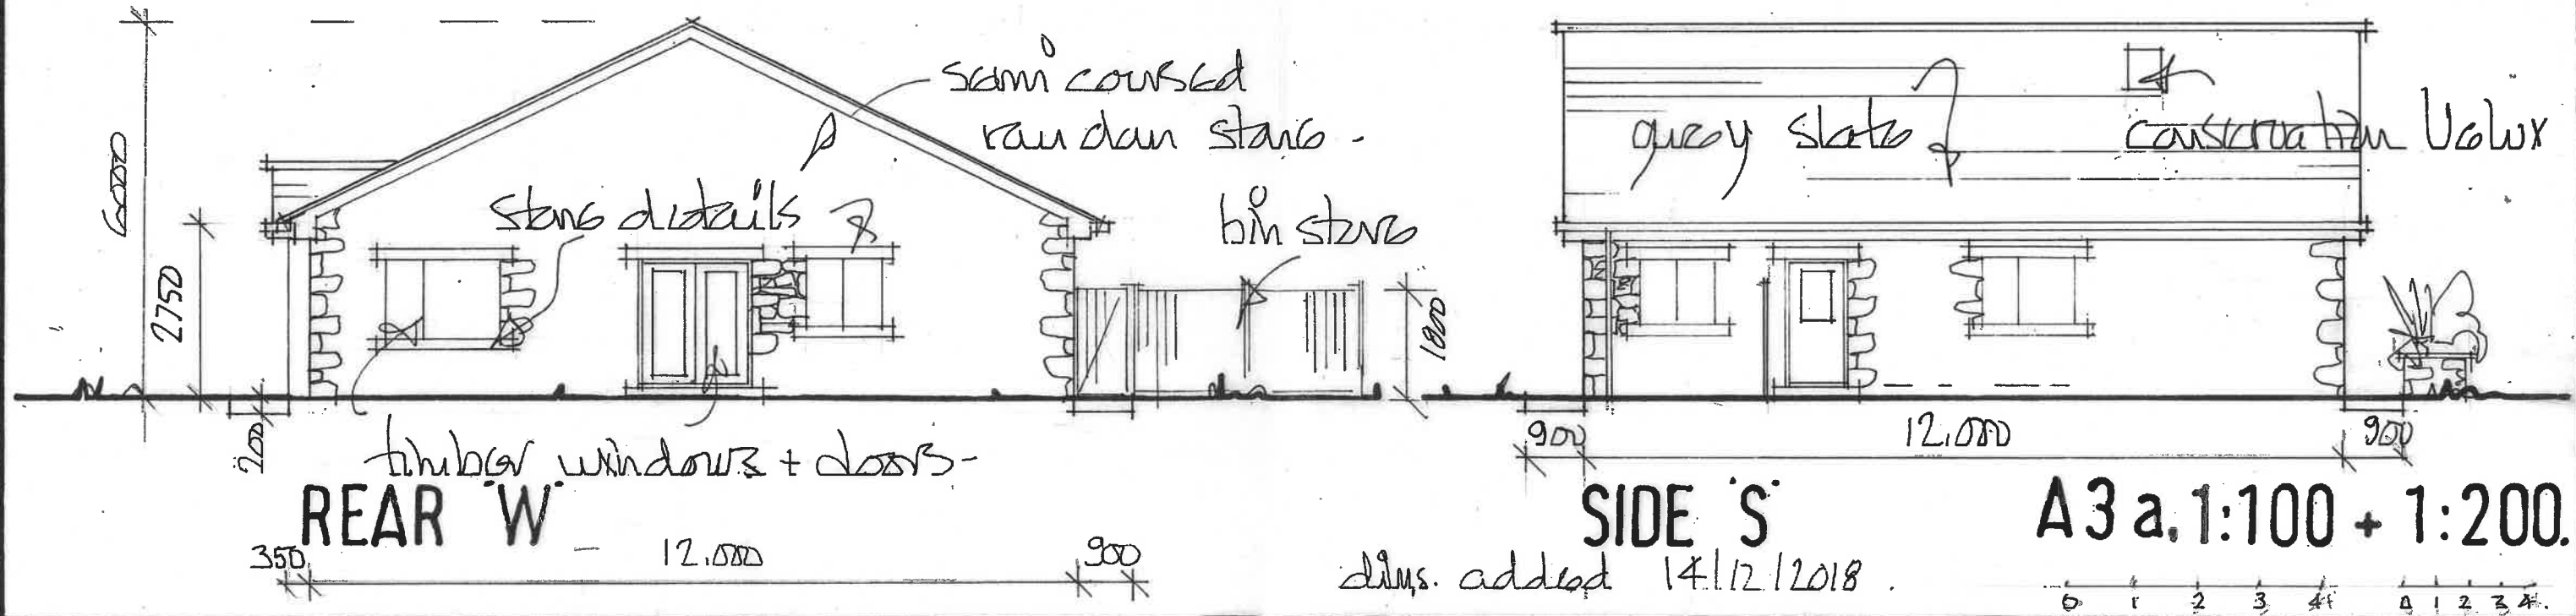 6000
2750
200
semi coursed
random stone -
stone details
bin store
1800
timber windows + doors -
REAR 'W'
350
12.000
900
grey slate
conservation Velux
900
12.000
900
SIDE 'S'
A3 a. 1:100 + 1:200.
dims. added 14/12/2018.
0 1 2 3 4
0 1 2 3 4.